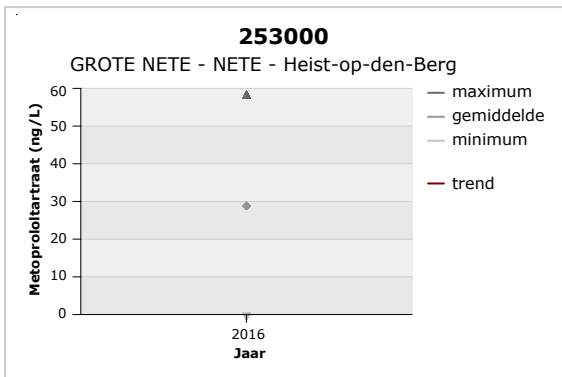 253000
GROTE NETE - NETE - Heist-op-den-Berg
Metoprololtartraat (ng/L)
60
50
40
30
20
10
0
2016
Jaar
maximum
gemiddelde
minimum
trend